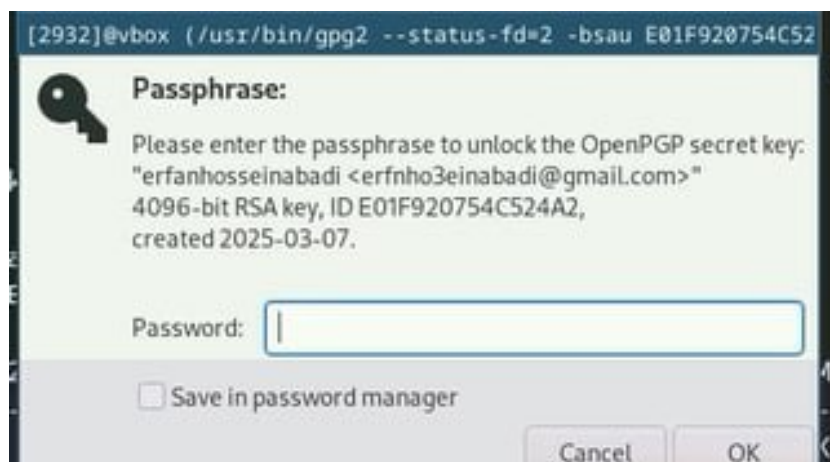 [2932]@vbox (/usr/bin/gpg2 --status-fd=2 -bsau E01F920754C52
Passphrase:
Please enter the passphrase to unlock the OpenPGP secret key:
"erfanhosseinabadi <erfnho3einabadi@gmail.com>"
4096-bit RSA key, ID E01F920754C524A2,
created 2025-03-07.
Password:
Save in password manager
Cancel OK